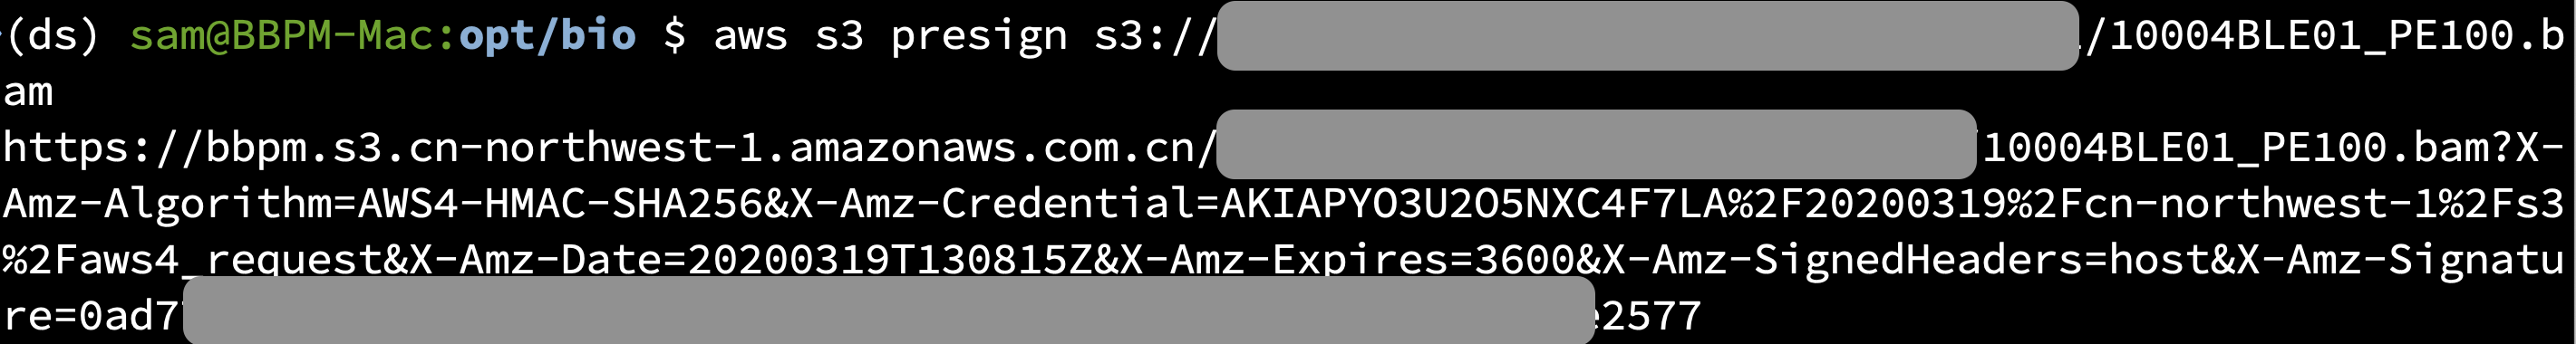 (ds) sam@BBPM-Mac:opt/bio $ aws s3 presign s3:// /10004BLE01_PE100.b
am
https://bbpm.s3.cn-northwest-1.amazonaws.com.cn/ 10004BLE01_PE100.bam?X-
Amz-Algorithm=AWS4-HMAC-SHA256&X-Amz-Credential=AKIAPYO3U2O5NXC4F7LA%2F20200319%2Fcn-northwest-1%2Fs3
%2Faws4_request&X-Amz-Date=20200319T130815Z&X-Amz-Expires=3600&X-Amz-SignedHeaders=host&X-Amz-Signatu
re=0ad7 e2577